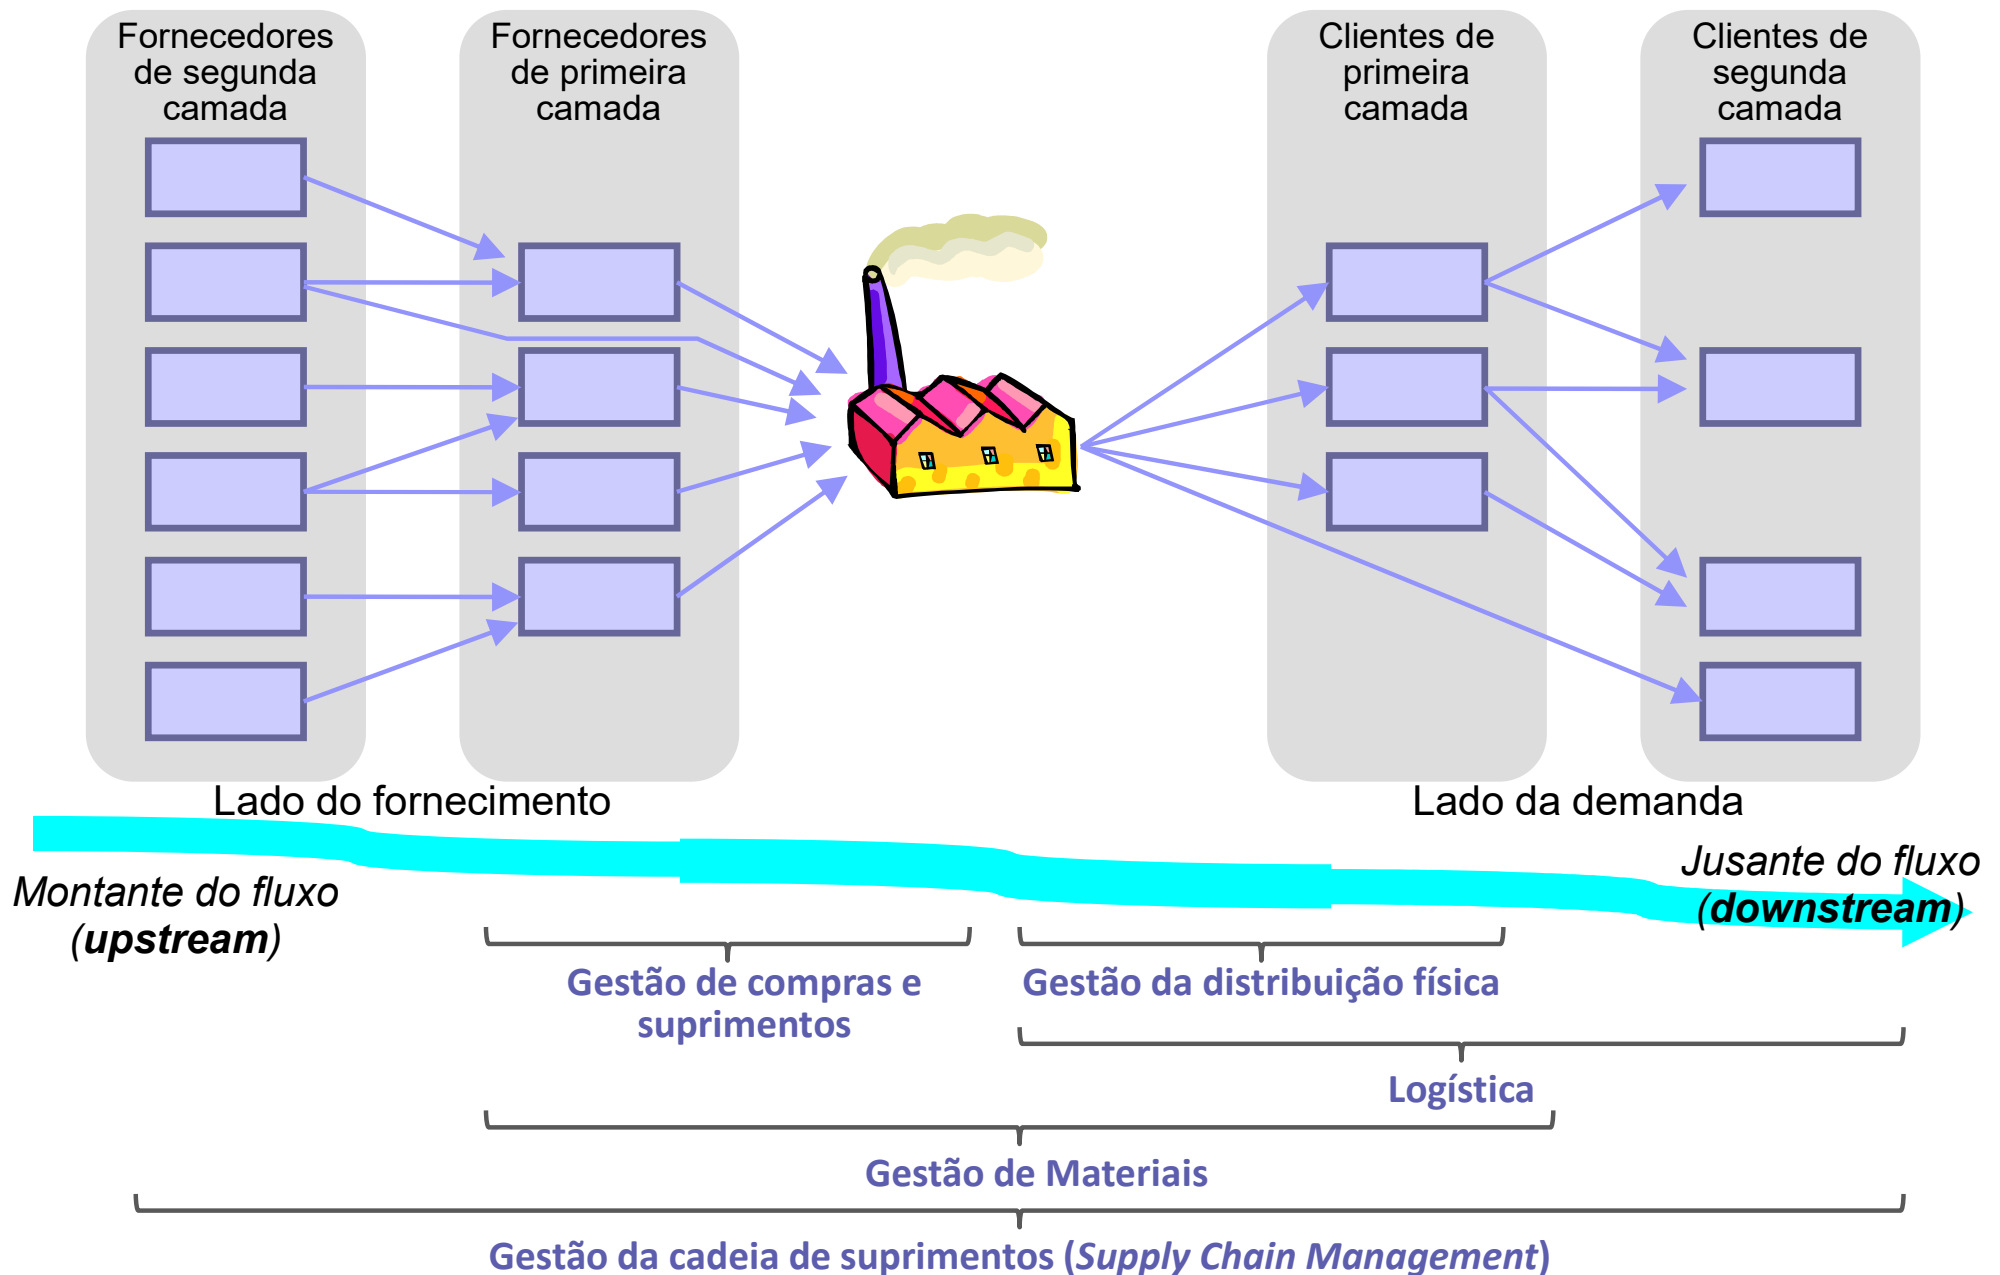 Fornecedores
de segunda
camada
Fornecedores
de primeira
camada
Clientes de
primeira
camada
Clientes de
segunda
camada
Lado do fornecimento
Lado da demanda
Montante do fluxo
(upstream)
Jusante do fluxo
(downstream)
Gestão de compras e
suprimentos
Gestão da distribuição física
Logística
Gestão de Materiais
Gestão da cadeia de suprimentos (Supply Chain Management)